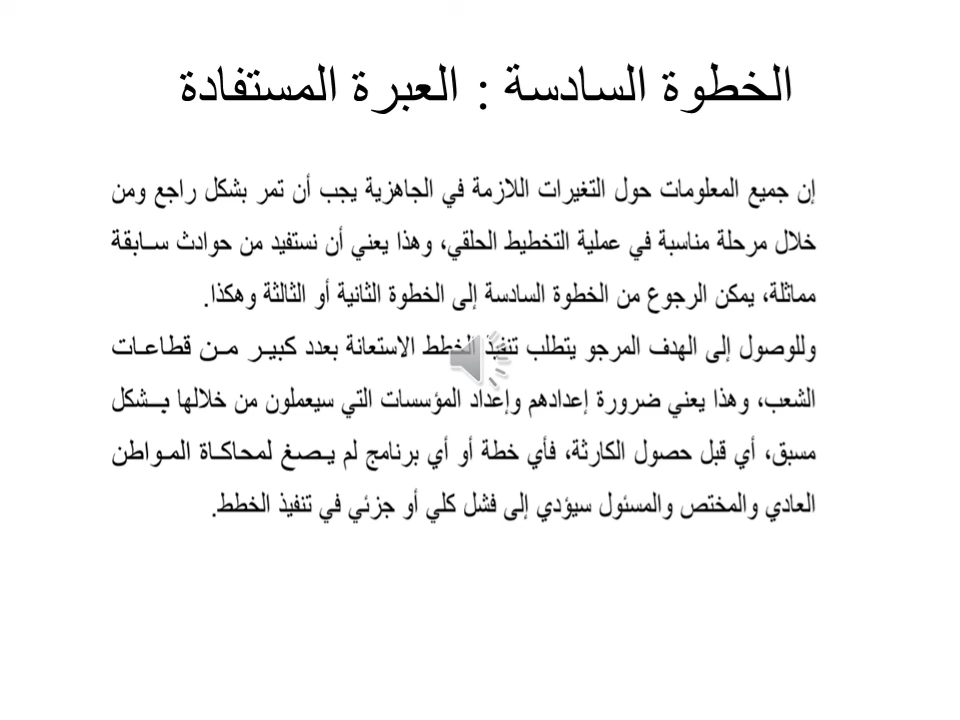 الخطوة السادسة : العبرة المستفادة
إن جميع المعلومات حول التغيرات اللازمة في الجاهزية يجب أن تمر بشكل راجع ومن
خلال مرحلة مناسبة في عملية التخطيط الحلقي، وهذا يعني أن نستفيد من حوادث سابقة
مماثلة، يمكن الرجوع من الخطوة السادسة إلى الخطوة الثانية أو الثالثة وهكذا.
وللوصول إلى الهدف المرجو يتطلب تنفيذ الخطط الاستعانة بعدد كبير من قطاعات
الشعب، وهذا يعني ضرورة إعدادهم وإعداد المؤسسات التي سيعملون من خلالها بشكل
مسبق، أي قبل حصول الكارثة، فأي خطة أو أي برنامج لم يصغ لمحاكاة المواطن
العادي والمختص والمسئول سيؤدي إلى فشل كلي أو جزئي في تنفيذ الخطط.